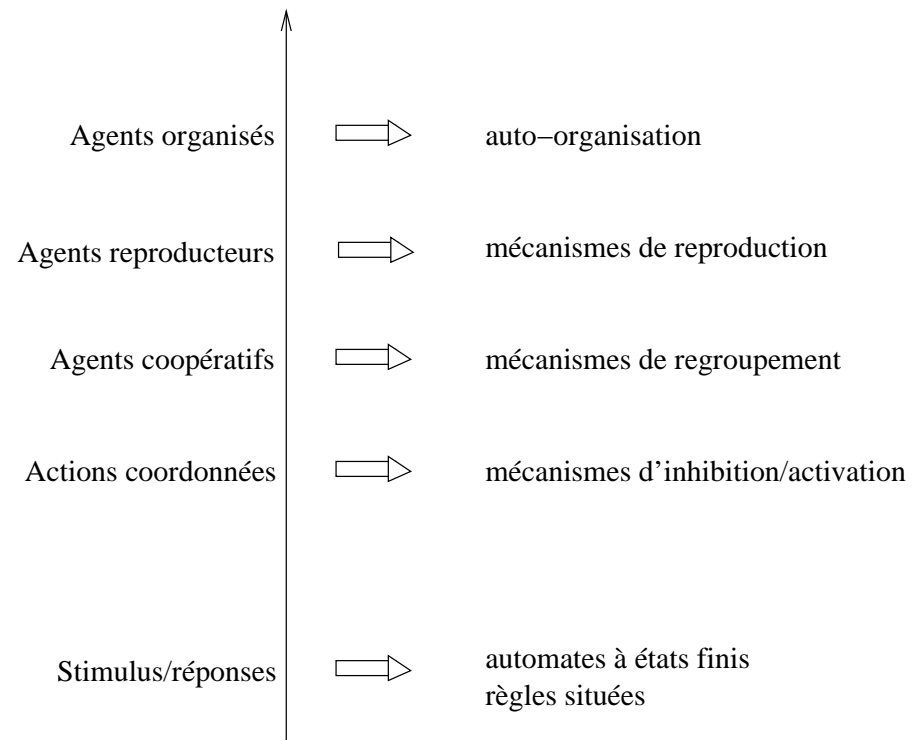 Agents organisés
auto−organisation
Agents reproducteurs
mécanismes de reproduction
Agents coopératifs
mécanismes de regroupement
Actions coordonnées
mécanismes d'inhibition/activation
Stimulus/réponses
automates à états finis
règles situées